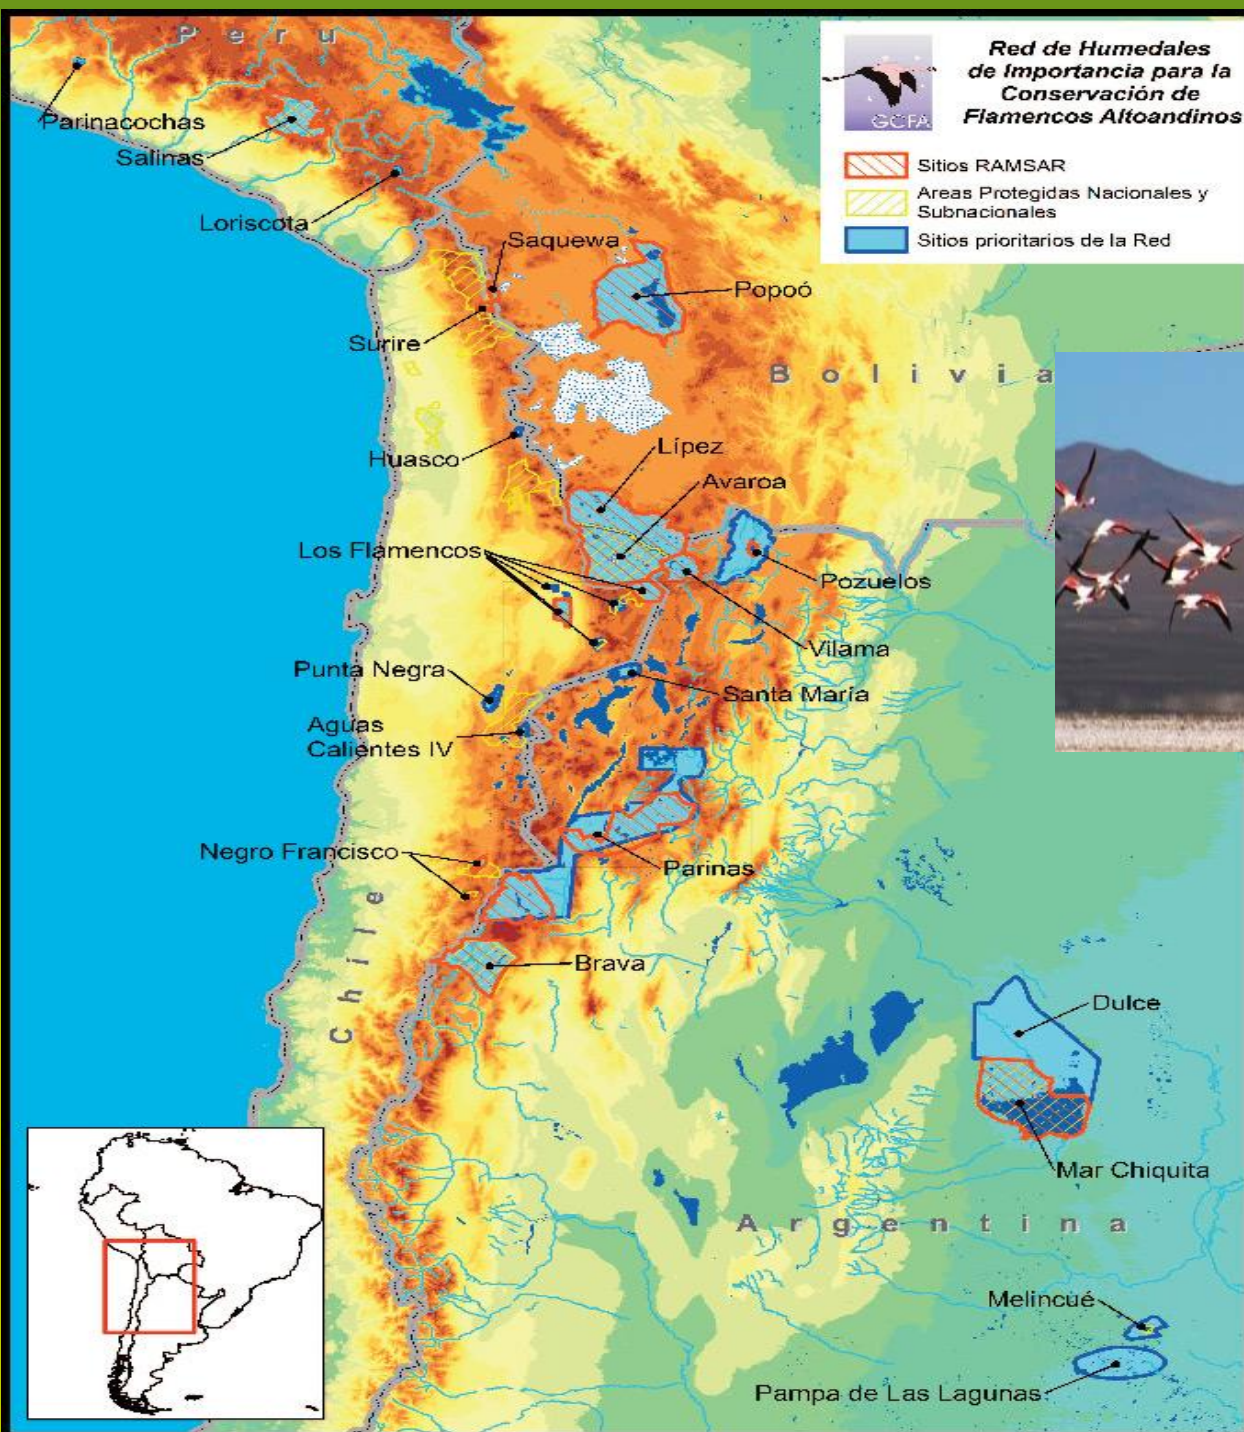 Peru
GCFA
Red de Humedales
de Importancia para la
Conservación de
Flamencos Altoandinos
Sitios RAMSAR
Areas Protegidas Nacionales y
Subnacionales
Sitios prioritarios de la Red
Parinacochas
Salinas
Loriscota
Saquewa
Popoó
Surire
Bolivia
Huasco
Lípez
Avaroa
Los Flamencos
Pozuelos
Vilama
Punta Negra
Santa María
Aguas
Calientes IV
Negro Francisco
Parinas
Chile
Brava
Dulce
Mar Chiquita
Argentina
Melincué
Pampa de Las Lagunas